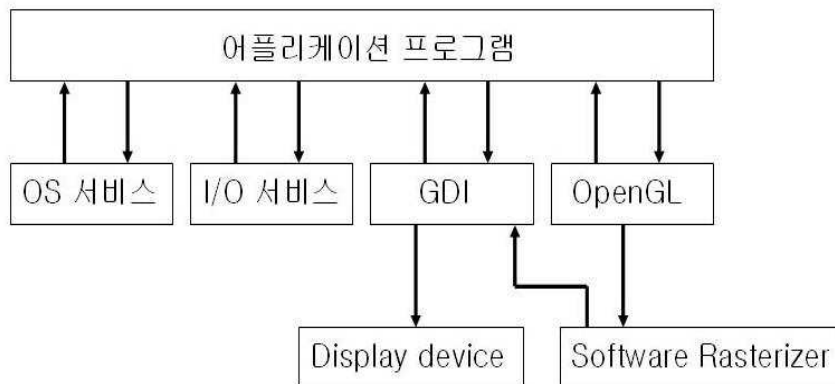 어플리케이션 프로그램
OS 서비스
I/O 서비스
GDI
OpenGL
Display device
Software Rasterizer